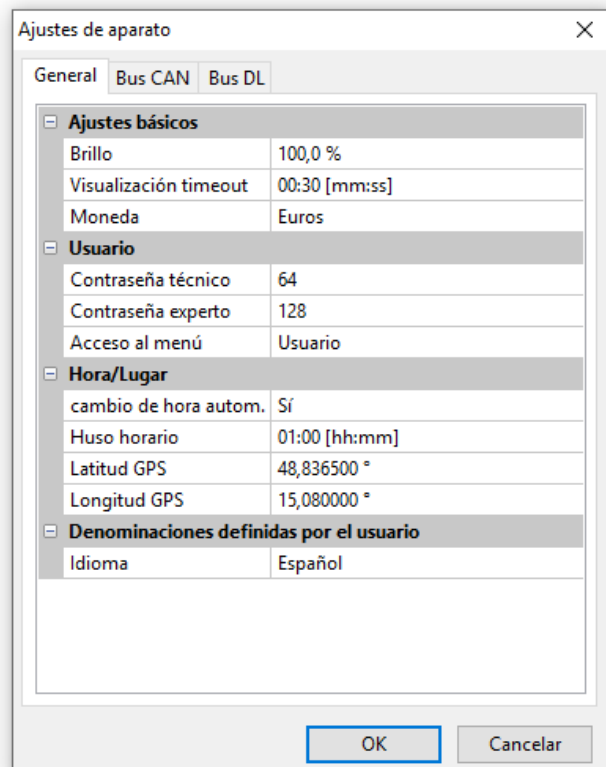 Ajustes de aparato
General Bus CAN Bus DL
Ajustes básicos
Brillo 100,0 %
Visualización timeout 00:30 [mm:ss]
Moneda Euros
Usuario
Contraseña técnico 64
Contraseña experto 128
Acceso al menú Usuario
Hora/Lugar
cambio de hora autom. Sí
Huso horario 01:00 [hh:mm]
Latitud GPS 48,836500 °
Longitud GPS 15,080000 °
Denominaciones definidas por el usuario
Idioma Español
OK Cancelar